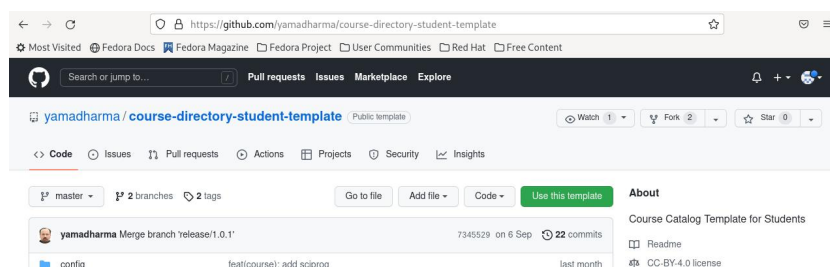 https://github.com/yamadharma/course-directory-student-template
Most Visited Fedora Docs Fedora Magazine Fedora Project User Communities Red Hat Free Content
Search or jump to... / Pull requests Issues Marketplace Explore
yamadharma / course-directory-student-template Public template Watch 1 Fork 2 Star 0
<> Code Issues Pull requests Actions Projects Security Insights
master 2 branches 2 tags Go to file Add file Code Use this template About
Course Catalog Template for Students
yamadharma Merge branch 'release/1.0.1' 7345529 on 6 Sep 22 commits
Readme
config feat(course): add sciprog last month CC-BY-4.0 license